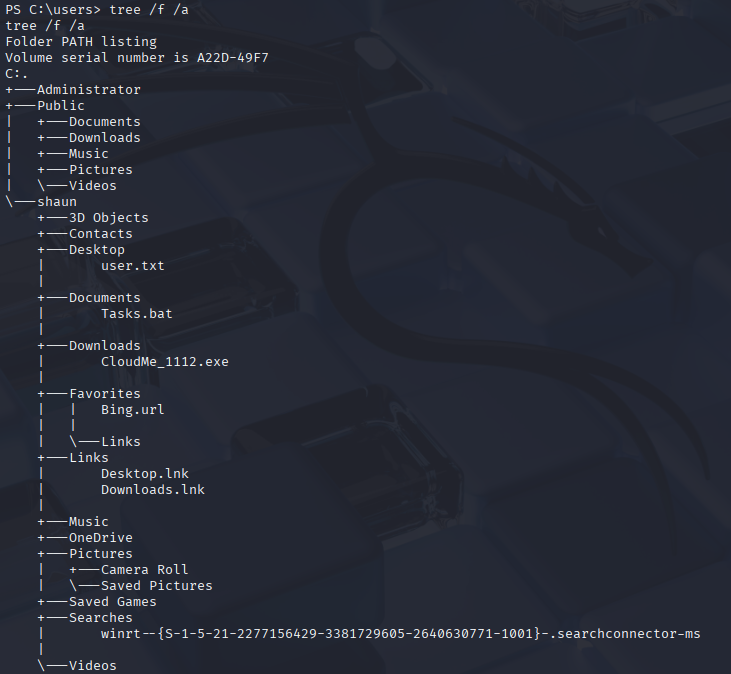 PS C:\users> tree /f /a
tree /f /a
Folder PATH listing
Volume serial number is A22D-49F7
C:.
+---Administrator
+---Public
|   +---Documents
|   +---Downloads
|   +---Music
|   +---Pictures
|   \---Videos
\---shaun
    +---3D Objects
    +---Contacts
    +---Desktop
    |       user.txt
    |
    +---Documents
    |       Tasks.bat
    |
    +---Downloads
    |       CloudMe_1112.exe
    |
    +---Favorites
    |   |   Bing.url
    |   |
    |   \---Links
    +---Links
    |       Desktop.lnk
    |       Downloads.lnk
    |
    +---Music
    +---OneDrive
    +---Pictures
    |   +---Camera Roll
    |   \---Saved Pictures
    +---Saved Games
    +---Searches
    |       winrt--{S-1-5-21-2277156429-3381729605-2640630771-1001}-.searchconnector-ms
    |
    \---Videos